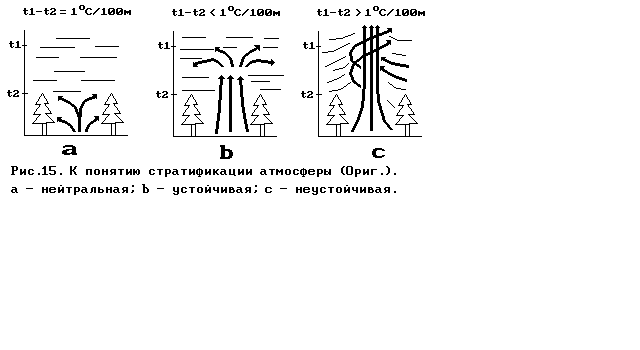 t1-t2 = 1°C/100м
t1-t2 < 1°C/100м
t1-t2 > 1°C/100м
t1
t2
a
t1
t2
b
t1
t2
c
Рис.15. К понятию стратификации атмосферы (Ориг.).
a - нейтральная; b - устойчивая; c - неустойчивая.